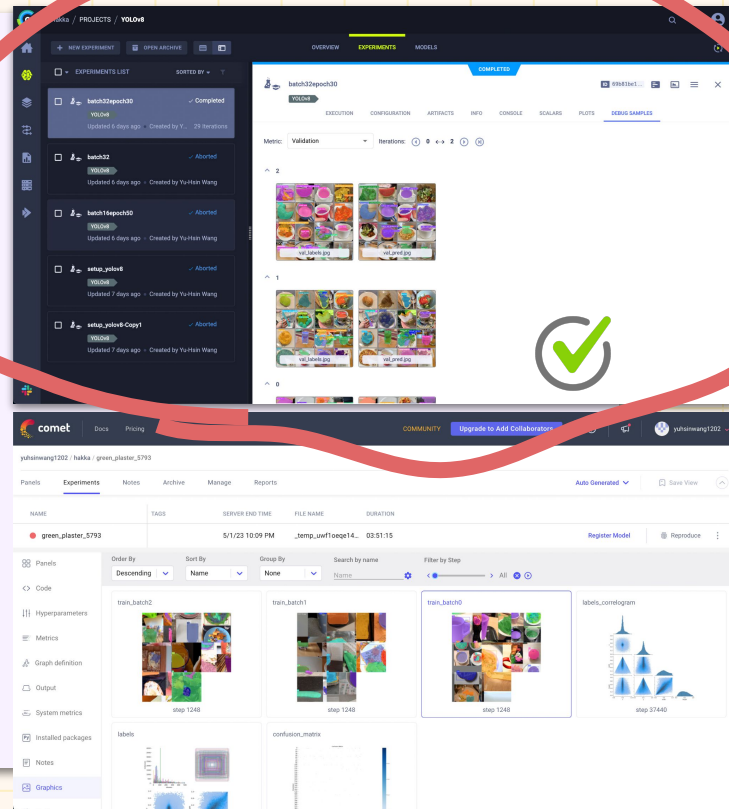 hakka / PROJECTS / YOLOv8
+ NEW EXPERIMENT OPEN ARCHIVE
OVERVIEW EXPERIMENTS MODELS
EXPERIMENTS LIST SORTED BY
COMPLETED
batch32epoch30 Completed
YOLOv8
Updated 6 days ago • Created by Y... 29 Iterations
batch32 Aborted
YOLOv8
Updated 6 days ago • Created by Yu-Hsin Wang
batch16epoch50 Aborted
YOLOv8
Updated 6 days ago • Created by Yu-Hsin Wang
setup_yolov8 Aborted
YOLOv8
Updated 7 days ago • Created by Yu-Hsin Wang
setup_yolov8-Copy1 Aborted
YOLOv8
Updated 7 days ago • Created by Yu-Hsin Wang
batch32epoch30
YOLOv8
EXECUTION CONFIGURATION ARTIFACTS INFO CONSOLE SCALARS PLOTS DEBUG SAMPLES
Metric: Validation Iterations: 0 ↔ 2
2
val_labels.jpg val_pred.jpg
1
val_labels.jpg val_pred.jpg
0
comet Docs Pricing COMMUNITY Upgrade to Add Collaborators yuhsinwang1202
yuhsinwang1202 / hakka / green_plaster_5793
Panels Experiments Notes Archive Manage Reports Auto Generated Save View
NAME TAGS SERVER END TIME FILE NAME DURATION
green_plaster_5793 5/1/23 10:09 PM _temp_uwf1oeqe14... 03:51:15 Register Model Reproduce
Panels
Code
Hyperparameters
Metrics
Graph definition
Output
System metrics
Installed packages
Notes
Graphics
Order By Sort By Group By Search by name Filter by Step
Descending Name None Name All
train_batch2 train_batch1 train_batch0 labels_correlogram
step 1248 step 1248 step 1248 step 37440
labels confusion_matrix